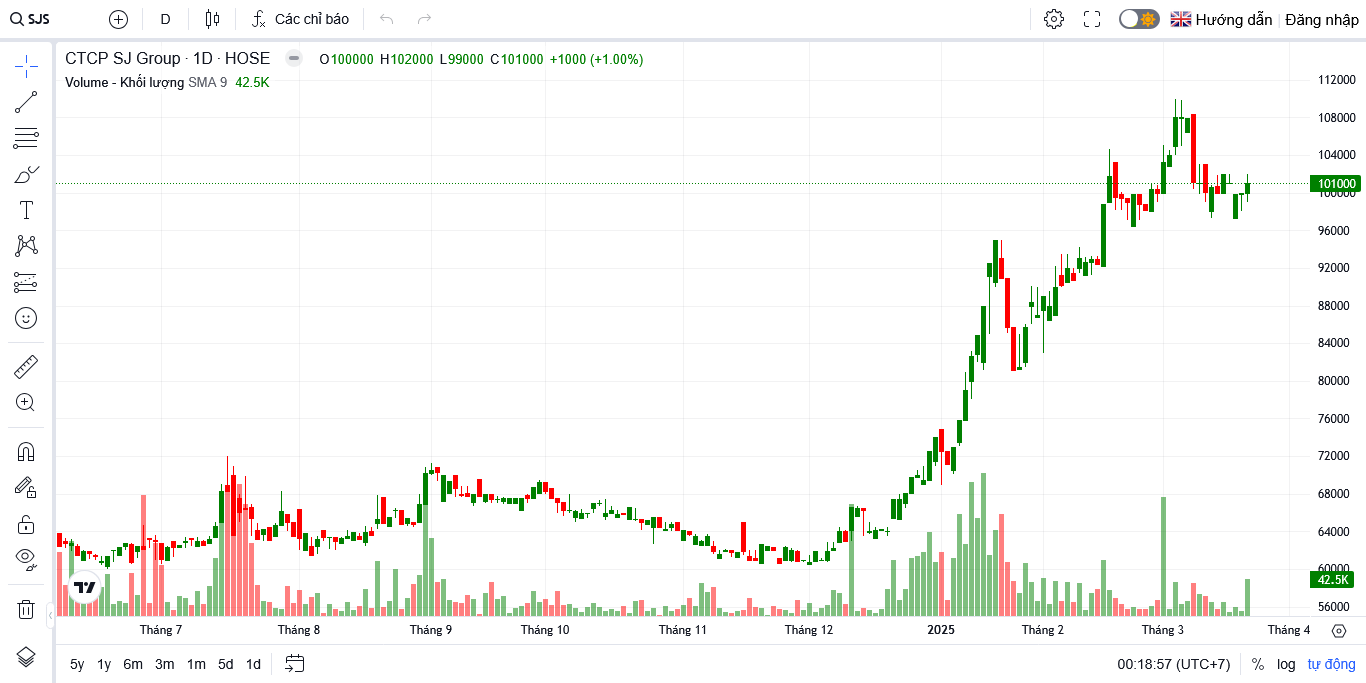 SJS D Các chỉ báo Hướng dẫn Đăng nhập
CTCP SJ Group · 1D · HOSE O100000 H102000 L99000 C101000 +1000 (+1.00%)
Volume - Khối lượng SMA 9 42.5K
112000
108000
104000
101000
100000
96000
92000
88000
84000
80000
76000
72000
68000
64000
60000
42.5K
56000
Tháng 7 Tháng 8 Tháng 9 Tháng 10 Tháng 11 Tháng 12 2025 Tháng 2 Tháng 3 Tháng 4
5y 1y 6m 3m 1m 5d 1d 00:18:57 (UTC+7) % log tự động